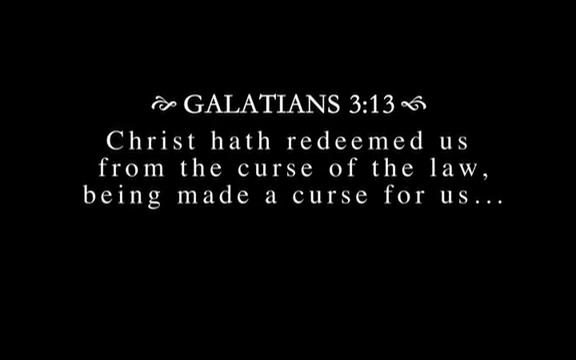 GALATIANS 3:13
Christ hath redeemed us
from the curse of the law,
being made a curse for us...